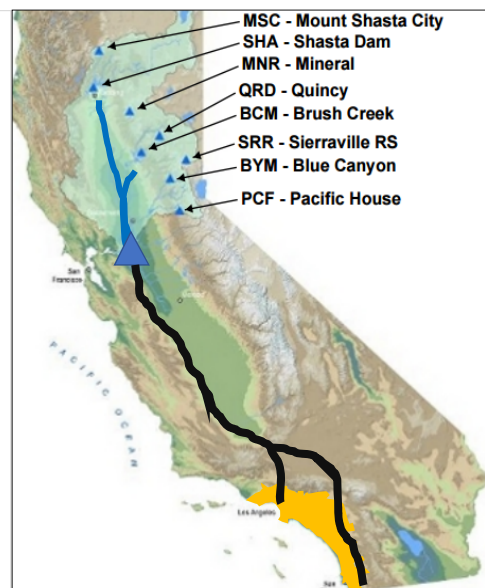 MSC - Mount Shasta City
SHA - Shasta Dam
MNR - Mineral
QRD - Quincy
BCM - Brush Creek
SRR - Sierraville RS
BYM - Blue Canyon
PCF - Pacific House
San
Francisco
PACIFIC OCEAN
Los Angeles
San